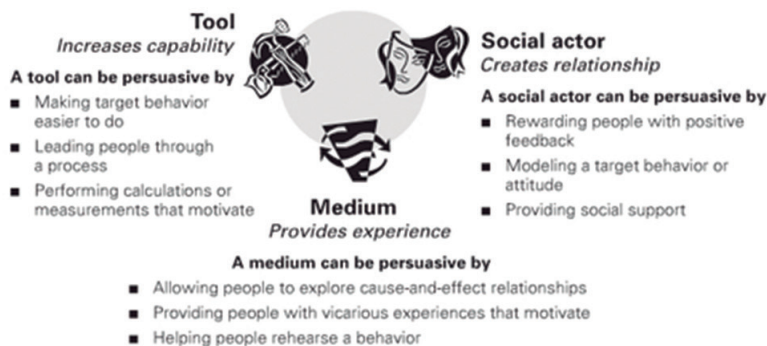 Tool
Increases capability
A tool can be persuasive by
■ Making target behavior
easier to do
■ Leading people through
a process
■ Performing calculations or
measurements that motivate
Social actor
Creates relationship
A social actor can be persuasive by
■ Rewarding people with positive
feedback
■ Modeling a target behavior or
attitude
■ Providing social support
Medium
Provides experience
A medium can be persuasive by
■ Allowing people to explore cause-and-effect relationships
■ Providing people with vicarious experiences that motivate
■ Helping people rehearse a behavior